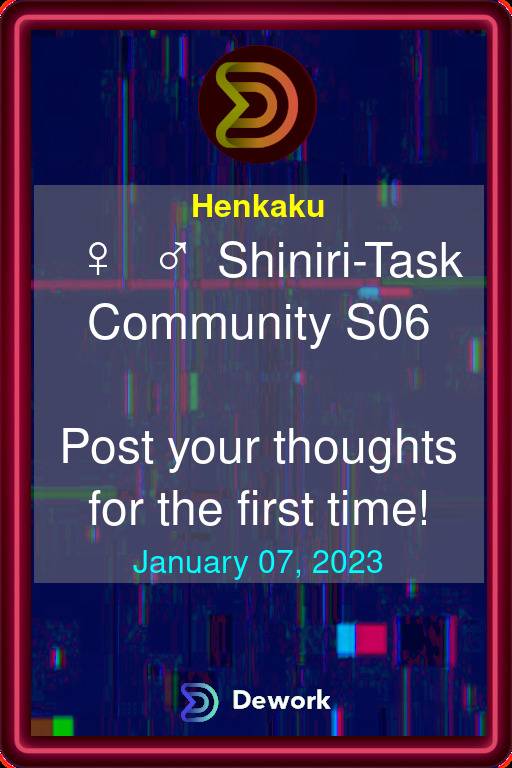 Henkaku
♀ ♂ Shiniri-Task
Community S06
Post your thoughts
for the first time!
January 07, 2023
Dework